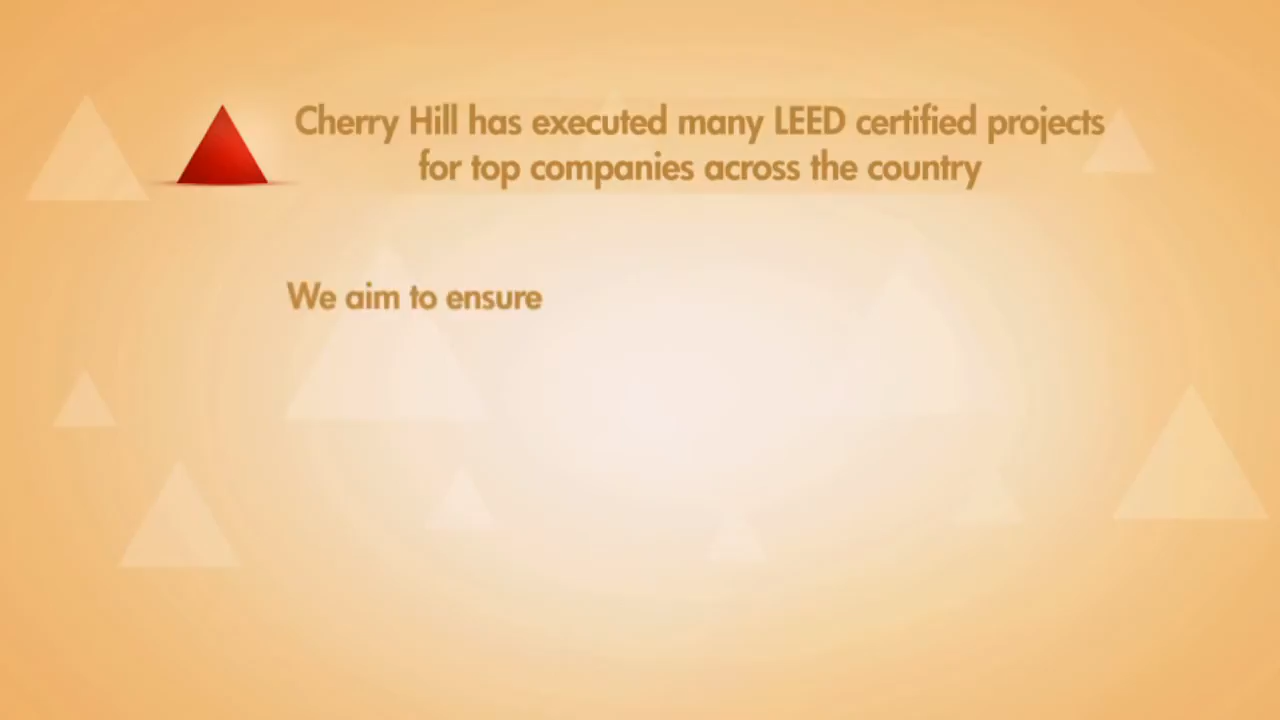 Cherry Hill has executed many LEED certified projects
for top companies across the country
We aim to ensure